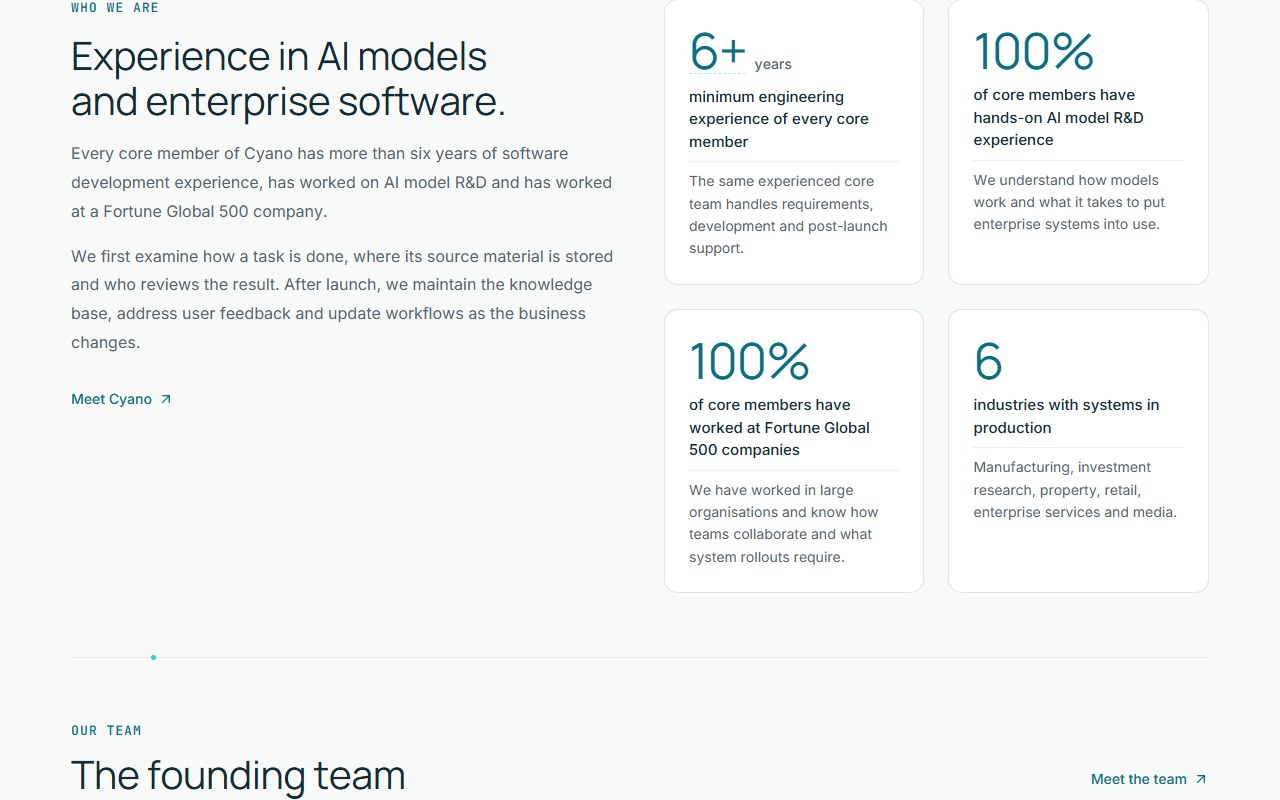 WHO WE ARE
Experience in AI models
and enterprise software.
Every core member of Cyano has more than six years of software
development experience, has worked on AI model R&D and has worked
at a Fortune Global 500 company.
We first examine how a task is done, where its source material is stored
and who reviews the result. After launch, we maintain the knowledge
base, address user feedback and update workflows as the business
changes.
Meet Cyano
6+ years
minimum engineering
experience of every core
member
The same experienced core
team handles requirements,
development and post-launch
support.
100%
of core members have
hands-on AI model R&D
experience
We understand how models
work and what it takes to put
enterprise systems into use.
100%
of core members have
worked at Fortune Global
500 companies
We have worked in large
organisations and know how
teams collaborate and what
system rollouts require.
6
industries with systems in
production
Manufacturing, investment
research, property, retail,
enterprise services and media.
OUR TEAM
The founding team
Meet the team